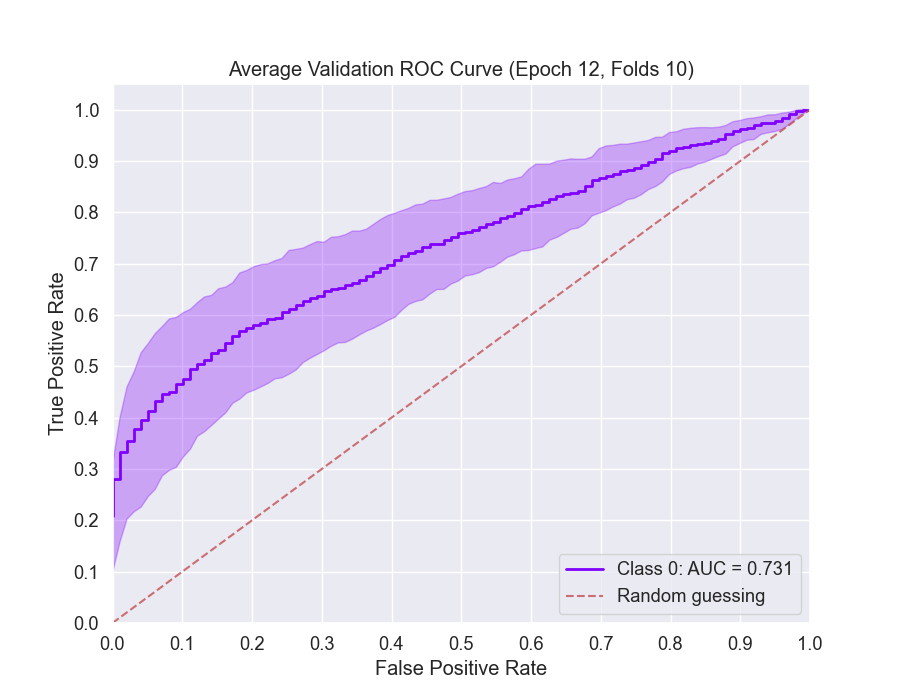 Average Validation ROC Curve (Epoch 12, Folds 10)
True Positive Rate
1.0
0.9
0.8
0.7
0.6
0.5
0.4
0.3
0.2
0.1
0.0
Class 0: AUC = 0.731
Random guessing
0.0 0.1 0.2 0.3 0.4 0.5 0.6 0.7 0.8 0.9 1.0
False Positive Rate